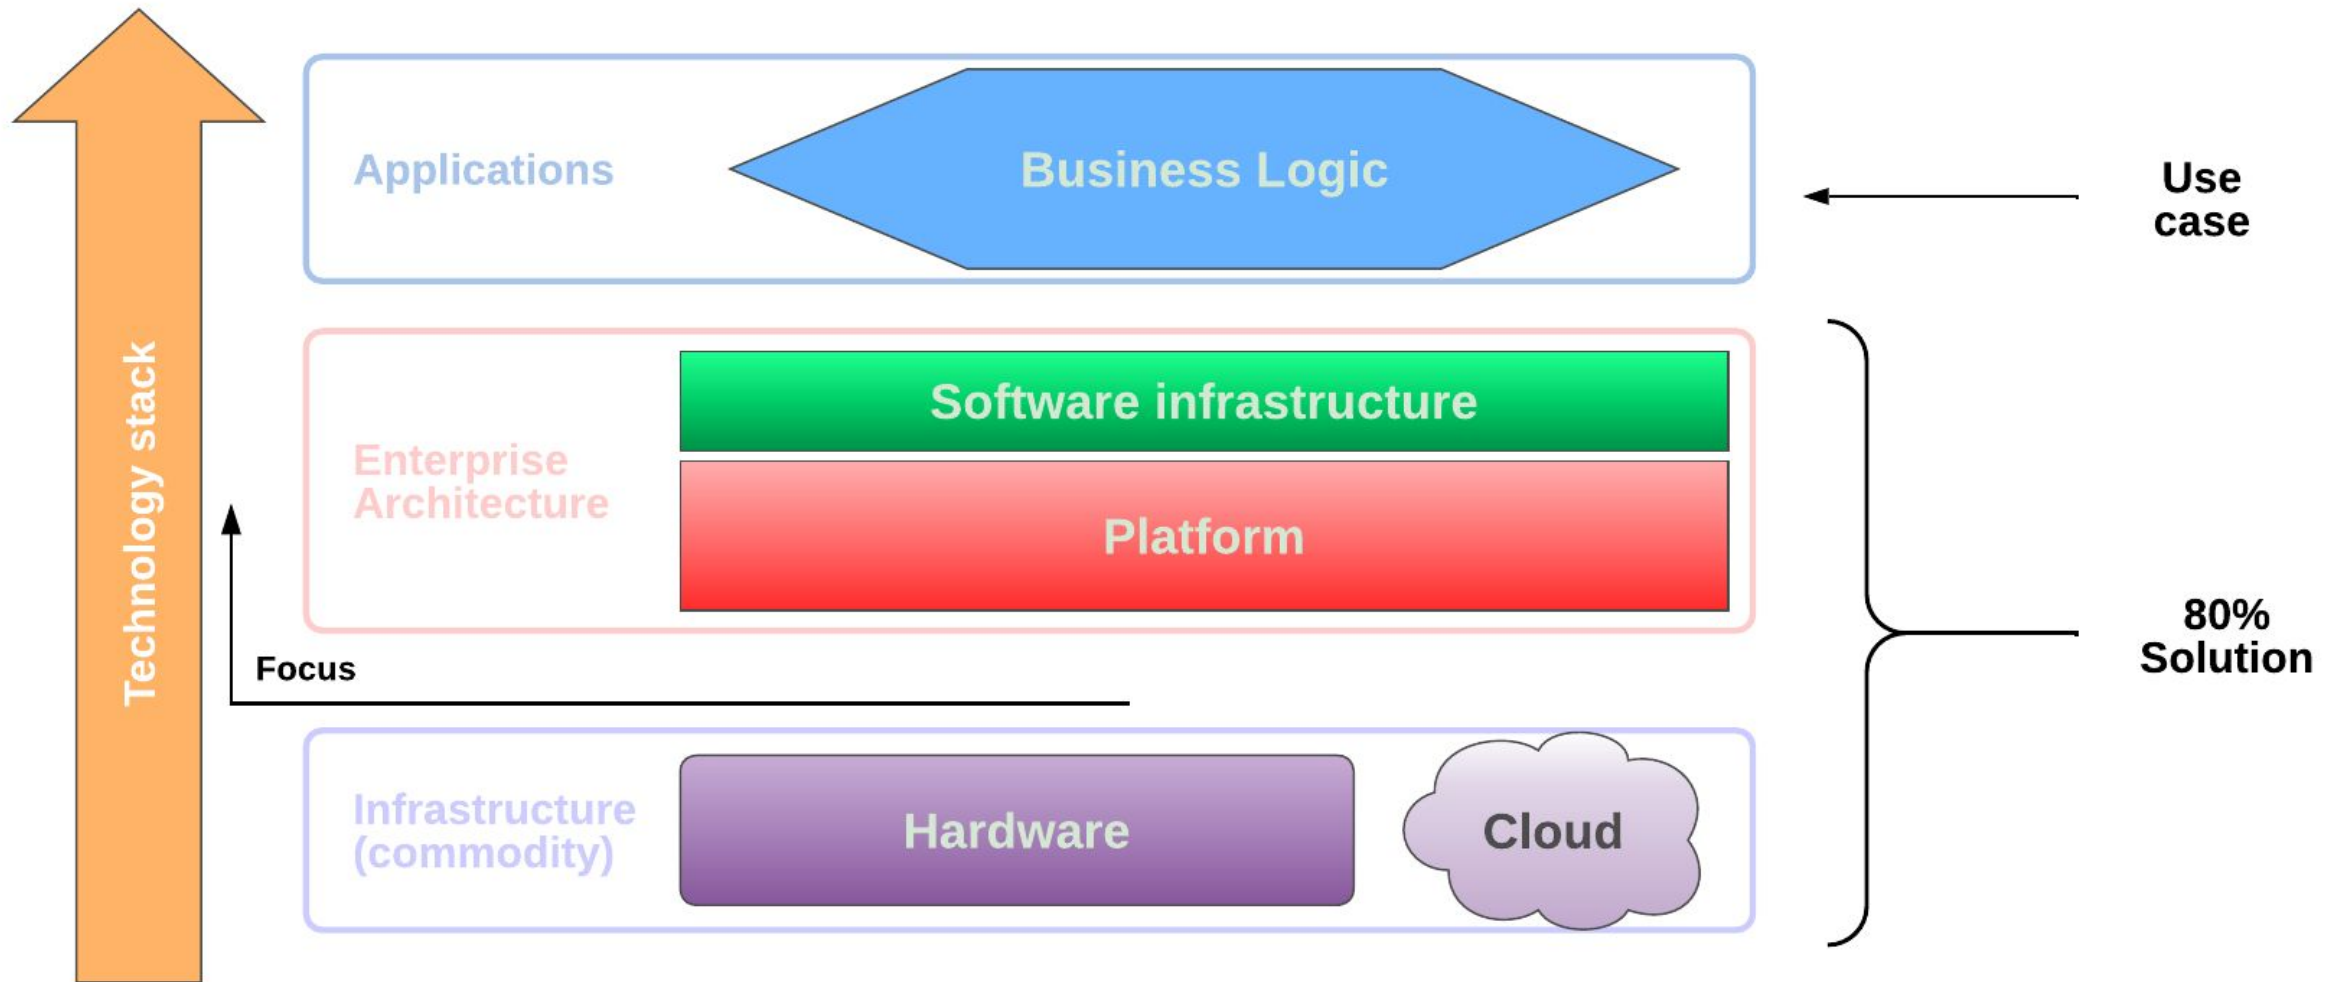 Applications
Business Logic
Use
case
Technology stack
Software infrastructure
Enterprise
Architecture
Platform
80%
Solution
Focus
Infrastructure
(commodity)
Hardware
Cloud